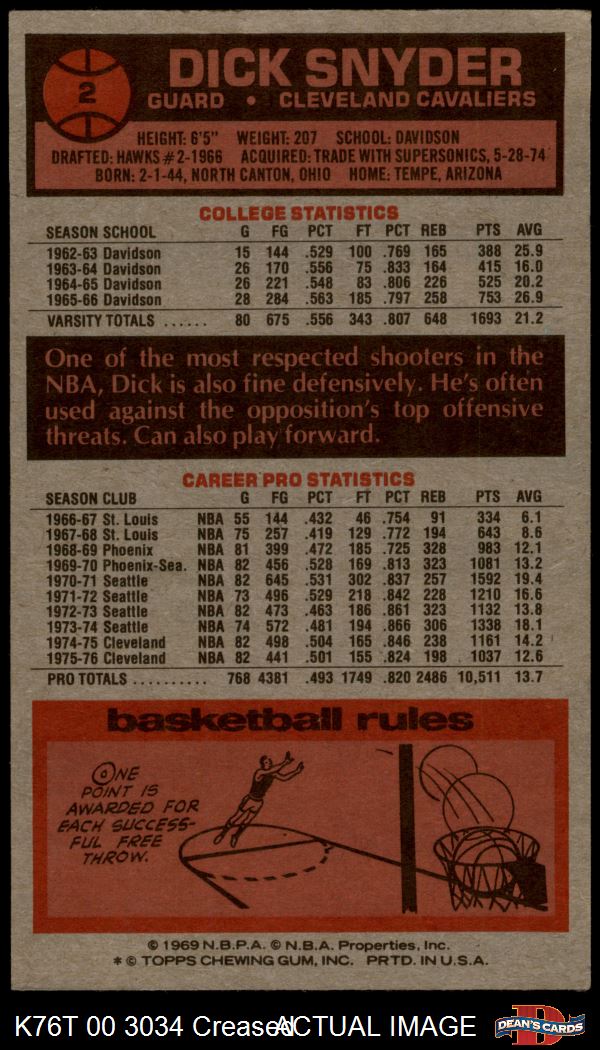 2
DICK SNYDER
GUARD • CLEVELAND CAVALIERS
HEIGHT: 6'5" WEIGHT: 207 SCHOOL: DAVIDSON
DRAFTED: HAWKS #2-1966 ACQUIRED: TRADE WITH SUPERSONICS, 5-28-74
BORN: 2-1-44, NORTH CANTON, OHIO HOME: TEMPE, ARIZONA
COLLEGE STATISTICS
SEASON SCHOOL G FG PCT FT PCT REB PTS AVG
1962-63 Davidson 15 144 .529 100 .769 165 388 25.9
1963-64 Davidson 26 170 .556 75 .833 164 415 16.0
1964-65 Davidson 26 221 .548 83 .806 226 525 20.2
1965-66 Davidson 28 284 .563 185 .797 258 753 26.9
VARSITY TOTALS ...... 80 675 .556 343 .807 648 1693 21.2
One of the most respected shooters in the
NBA, Dick is also fine defensively. He's often
used against the opposition's top offensive
threats. Can also play forward.
CAREER PRO STATISTICS
SEASON CLUB G FG PCT FT PCT REB PTS AVG
1966-67 St. Louis NBA 55 144 .432 46 .754 91 334 6.1
1967-68 St. Louis NBA 75 257 .419 129 .772 194 643 8.6
1968-69 Phoenix NBA 81 399 .472 185 .725 328 983 12.1
1969-70 Phoenix-Sea. NBA 82 456 .528 169 .813 323 1081 13.2
1970-71 Seattle NBA 82 645 .531 302 .837 257 1592 19.4
1971-72 Seattle NBA 73 496 .529 218 .842 228 1210 16.6
1972-73 Seattle NBA 82 473 .463 186 .861 323 1132 13.8
1973-74 Seattle NBA 74 572 .481 194 .866 306 1338 18.1
1974-75 Cleveland NBA 82 498 .504 165 .846 238 1161 14.2
1975-76 Cleveland NBA 82 441 .501 155 .824 198 1037 12.6
PRO TOTALS .......... 768 4381 .493 1749 .820 2486 10,511 13.7
basketball rules
ONE
POINT IS
AWARDED FOR
EACH SUCCESS-
FUL FREE
THROW.
© 1969 N.B.P.A. © N.B.A. Properties, Inc.
* © TOPPS CHEWING GUM, INC. PRTD. IN U.S.A.
K76T 00 3034 Creased ACTUAL IMAGE
D
DEAN'S CARDS